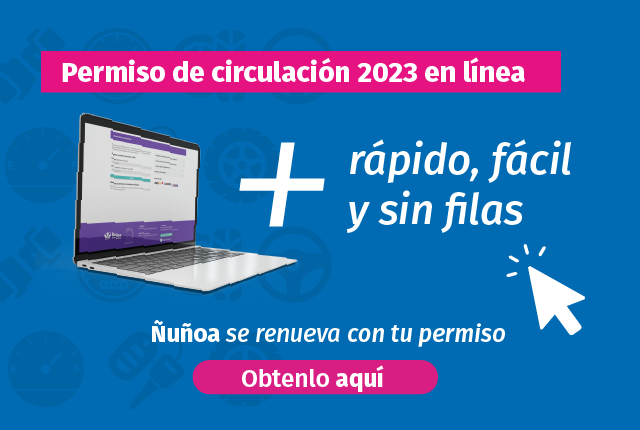 Permiso de circulación 2023 en línea
+
rápido, fácil
y sin filas
Ñuñoa se renueva con tu permiso
Obtenlo aquí